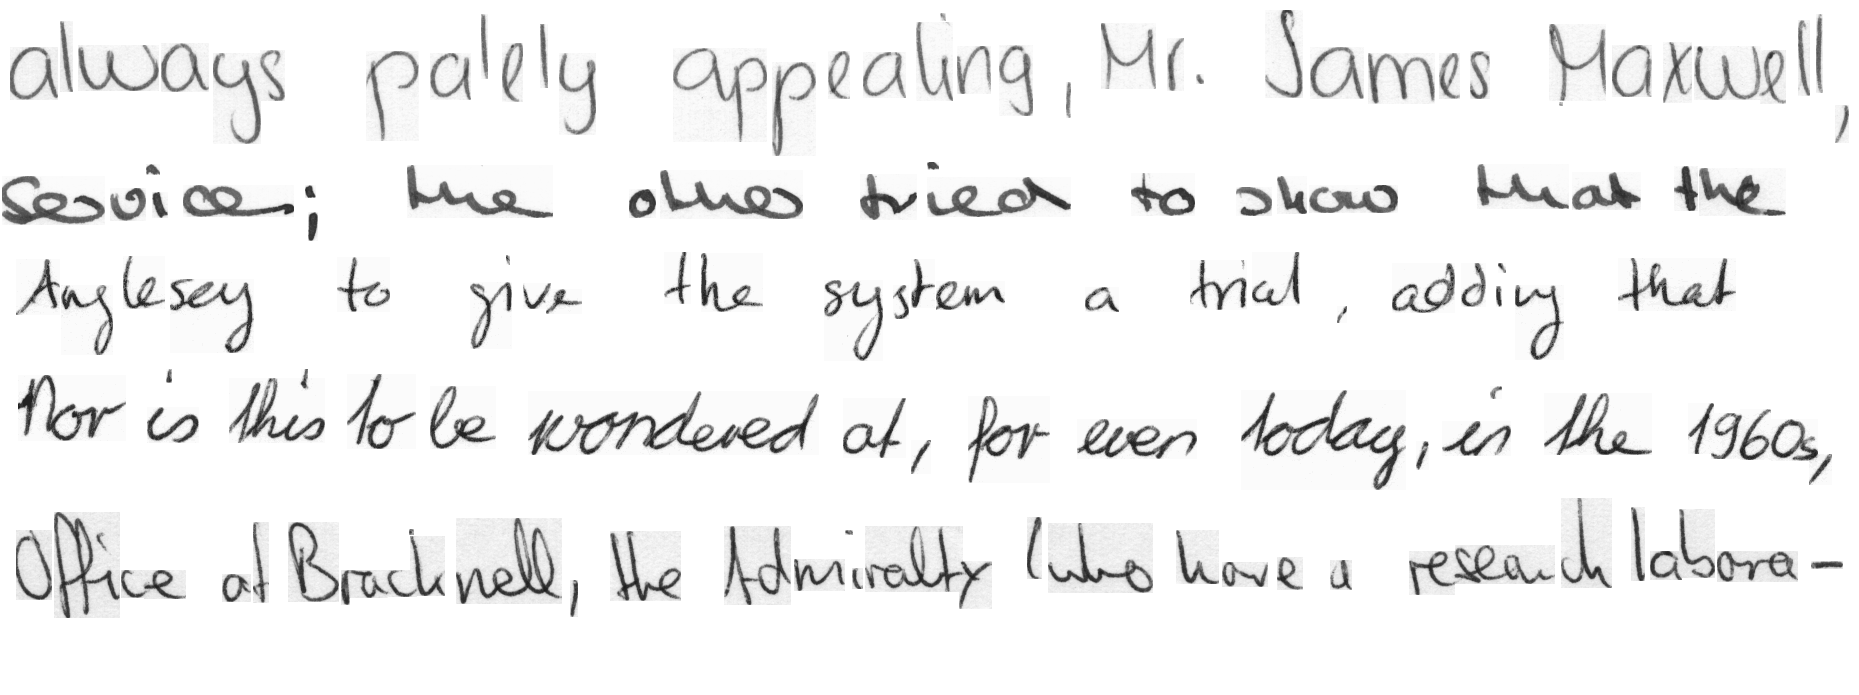 always palely appealing, Mr. James Maxwell,
service; the other tried to show that the
Anglesey to give the system a trial, adding that
Nor is this to be wondered at, for even today, in the 1960s,
Office at Bracknell, the Admiralty (who have a research labora-